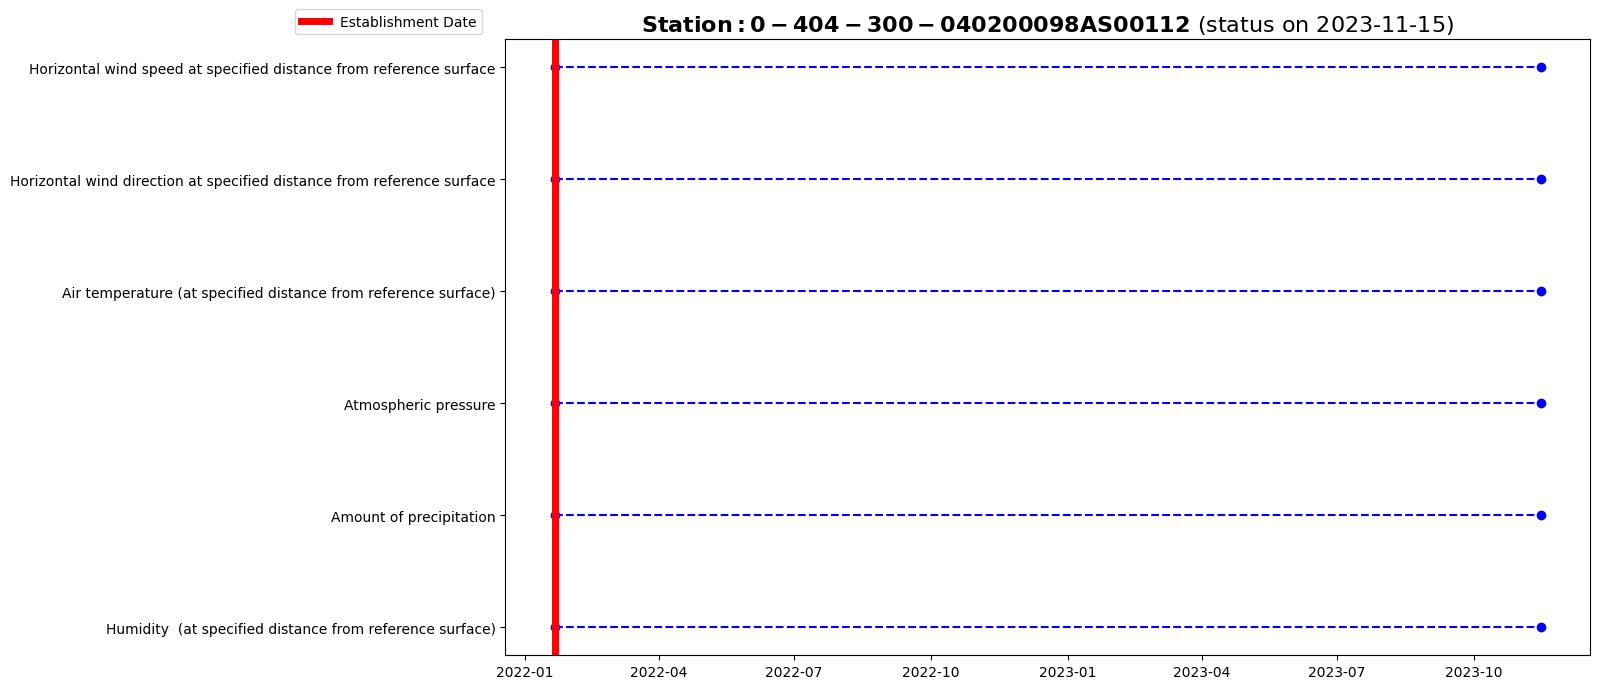 Establishment Date
Station: 0 − 404 − 300 − 040200098AS00112 (status on 2023-11-15)
Horizontal wind speed at specified distance from reference surface
Horizontal wind direction at specified distance from reference surface
Air temperature (at specified distance from reference surface)
Atmospheric pressure
Amount of precipitation
Humidity  (at specified distance from reference surface)
2022-01 2022-04 2022-07 2022-10 2023-01 2023-04 2023-07 2023-10